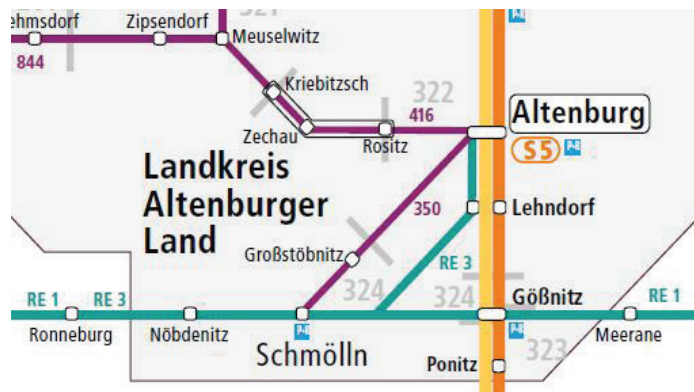 321
ehmsdorf
Zipsendorf
Meuselwitz
844
Kriebitzsch
322
416
Altenburg
Zechau
Rositz
S5
Landkreis
Altenburger
Land
350
Lehndorf
Großstöbnitz
RE 3
324
324
Gößnitz
RE 1
RE 3
RE 1
Ronneburg
Nöbdenitz
Meerane
Schmölln
Ponitz
323